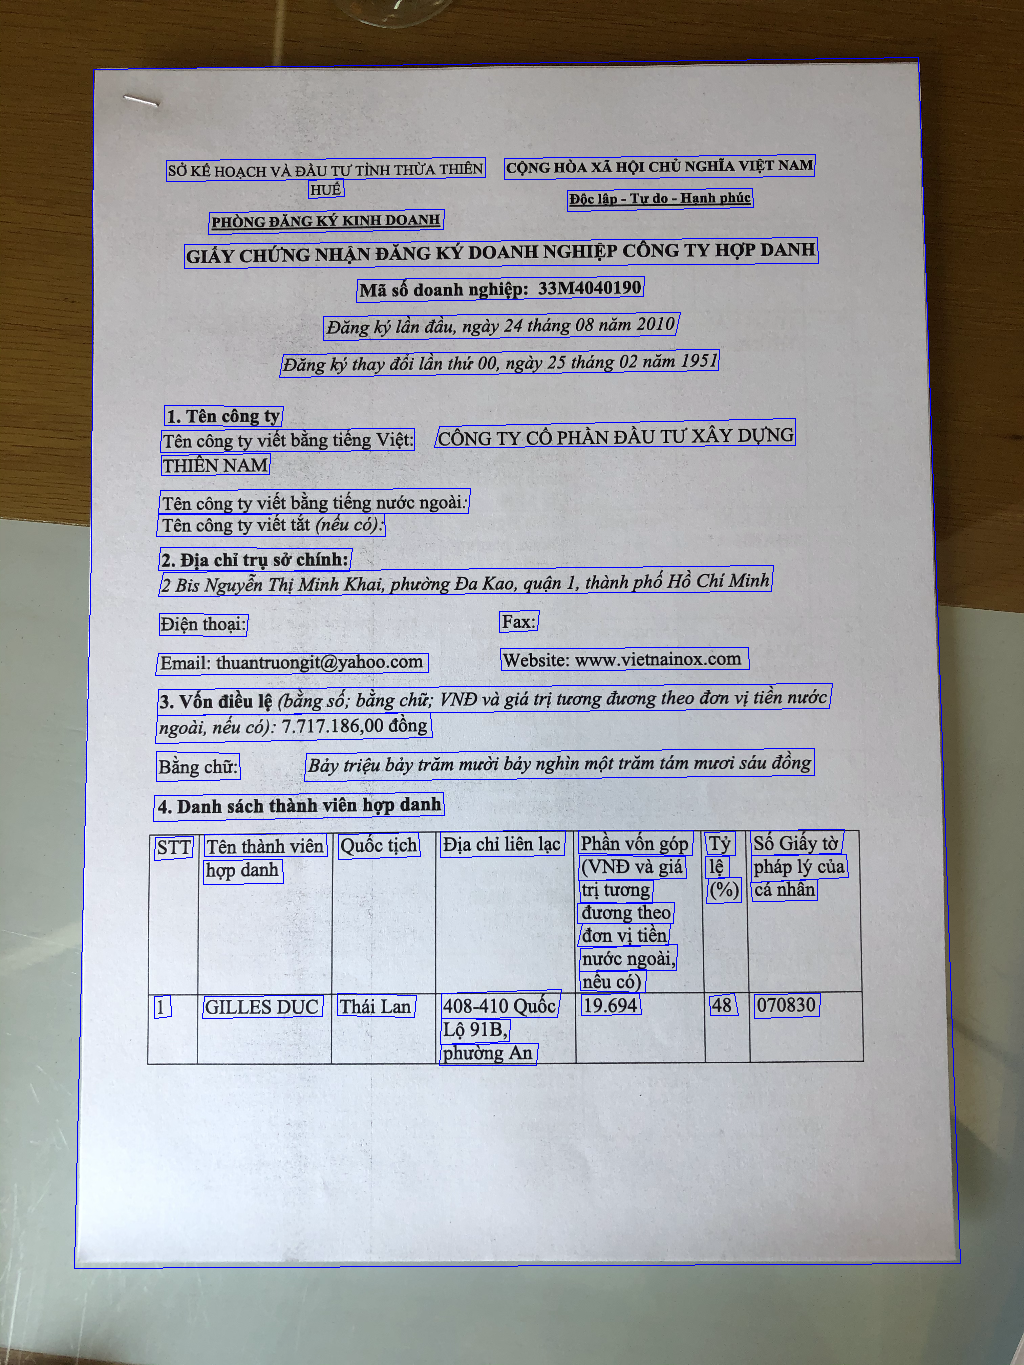 SỞ KẾ HOẠCH VÀ ĐẦU TƯ TỈNH THỪA THIÊN
HUẾ
PHÒNG ĐĂNG KÝ KINH DOANH
CỘNG HÒA XÃ HỘI CHỦ NGHĨA VIỆT NAM
Độc lập - Tự do - Hạnh phúc
GIẤY CHỨNG NHẬN ĐĂNG KÝ DOANH NGHIỆP CÔNG TY HỢP DANH
Mã số doanh nghiệp: 33M4040190
Đăng ký lần đầu, ngày 24 tháng 08 năm 2010
Đăng ký thay đổi lần thứ 00, ngày 25 tháng 02 năm 1951
1. Tên công ty
Tên công ty viết bằng tiếng Việt: CÔNG TY CỔ PHẦN ĐẦU TƯ XÂY DỰNG
THIÊN NAM
Tên công ty viết bằng tiếng nước ngoài:
Tên công ty viết tắt (nếu có):
2. Địa chỉ trụ sở chính:
2 Bis Nguyễn Thị Minh Khai, phường Đa Kao, quận 1, thành phố Hồ Chí Minh
Điện thoại: Fax:
Email: thuantruongit@yahoo.com Website: www.vietnainox.com
3. Vốn điều lệ (bằng số; bằng chữ; VNĐ và giá trị tương đương theo đơn vị tiền nước
ngoài, nếu có): 7.717.186,00 đồng
Bằng chữ: Bảy triệu bảy trăm mười bảy nghìn một trăm tám mươi sáu đồng
4. Danh sách thành viên hợp danh
STT
Tên thành viên
hợp danh
Quốc tịch
Địa chỉ liên lạc
Phần vốn góp
(VNĐ và giá
trị tương
đương theo
đơn vị tiền
nước ngoài,
nếu có)
Tỷ
lệ
(%)
Số Giấy tờ
pháp lý của
cá nhân
1
GILLES DUC
Thái Lan
408-410 Quốc
Lộ 91B,
phường An
19.694
48
070830